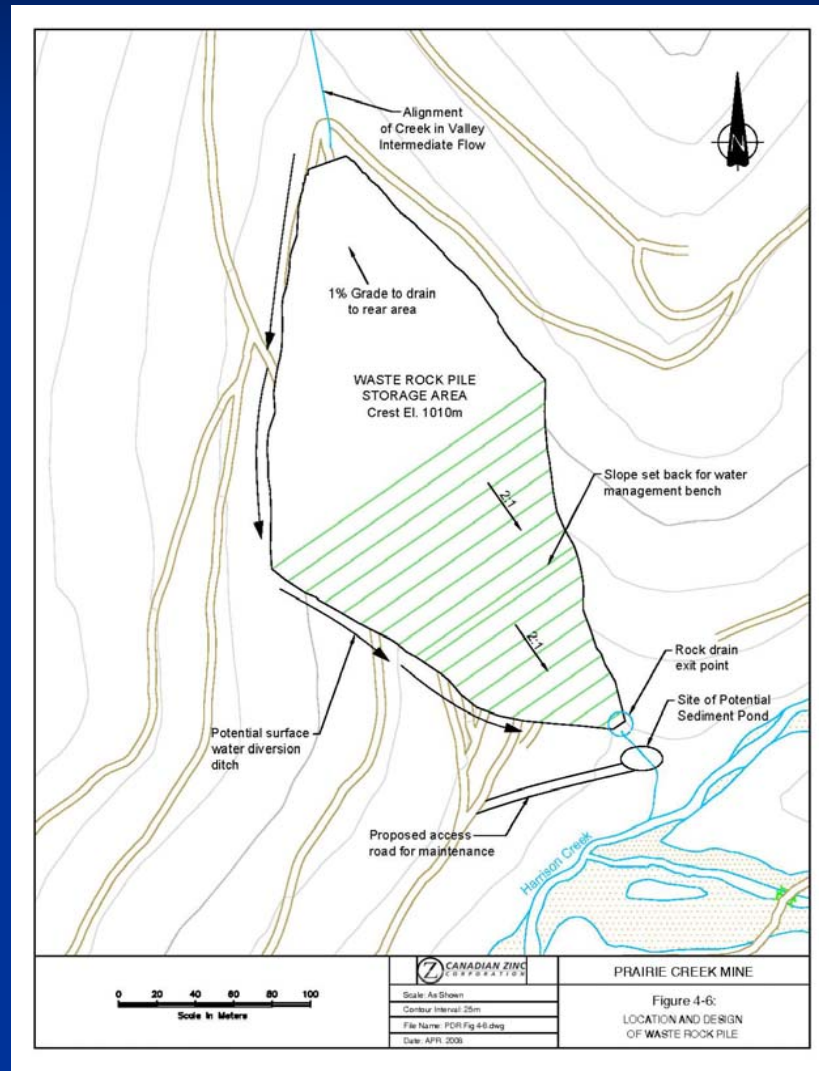 Alignment
of Creek in Valley
Intermediate Flow
N
1% Grade to drain
to rear area
WASTE ROCK PILE
STORAGE AREA
Crest El. 1010m
Slope set back for water
management bench
2:1
2:1
Rock drain
exit point
Site of Potential
Sediment Pond
Potential surface
water diversion
ditch
Proposed access
road for maintenance
Harrison Creek
0 20 40 60 80 100
Scale In Meters
Z CANADIAN ZINC
CORPORATION
Scale: As Shown
Contour Interval: 25m
File Name: PDR Fig 4-6.dwg
Date: APR. 2008
PRAIRIE CREEK MINE
Figure 4-6:
LOCATION AND DESIGN
OF WASTE ROCK PILE